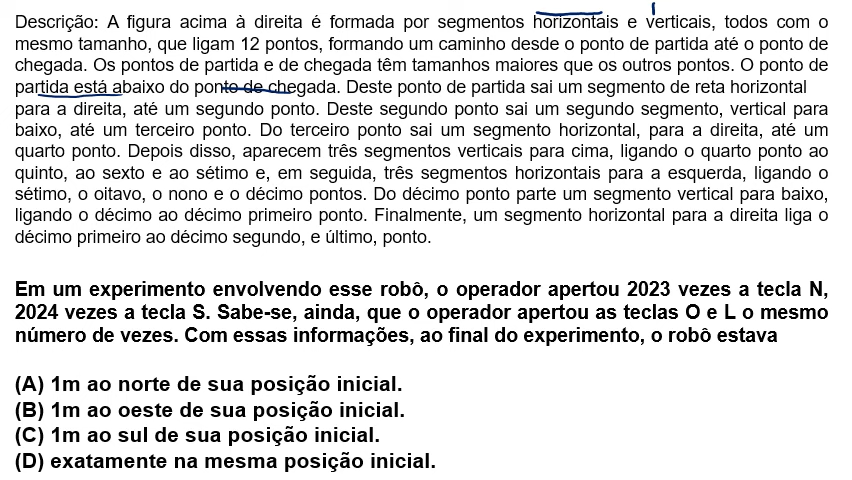 Descrição: A figura acima à direita é formada por segmentos horizontais e verticais, todos com o
mesmo tamanho, que ligam 12 pontos, formando um caminho desde o ponto de partida até o ponto de
chegada. Os pontos de partida e de chegada têm tamanhos maiores que os outros pontos. O ponto de
partida está abaixo do ponto de chegada. Deste ponto de partida sai um segmento de reta horizontal
para a direita, até um segundo ponto. Deste segundo ponto sai um segundo segmento, vertical para
baixo, até um terceiro ponto. Do terceiro ponto sai um segmento horizontal, para a direita, até um
quarto ponto. Depois disso, aparecem três segmentos verticais para cima, ligando o quarto ponto ao
quinto, ao sexto e ao sétimo e, em seguida, três segmentos horizontais para a esquerda, ligando o
sétimo, o oitavo, o nono e o décimo pontos. Do décimo ponto parte um segmento vertical para baixo,
ligando o décimo ao décimo primeiro ponto. Finalmente, um segmento horizontal para a direita liga o
décimo primeiro ao décimo segundo, e último, ponto.
Em um experimento envolvendo esse robô, o operador apertou 2023 vezes a tecla N,
2024 vezes a tecla S. Sabe-se, ainda, que o operador apertou as teclas O e L o mesmo
número de vezes. Com essas informações, ao final do experimento, o robô estava
(A) 1m ao norte de sua posição inicial.
(B) 1m ao oeste de sua posição inicial.
(C) 1m ao sul de sua posição inicial.
(D) exatamente na mesma posição inicial.